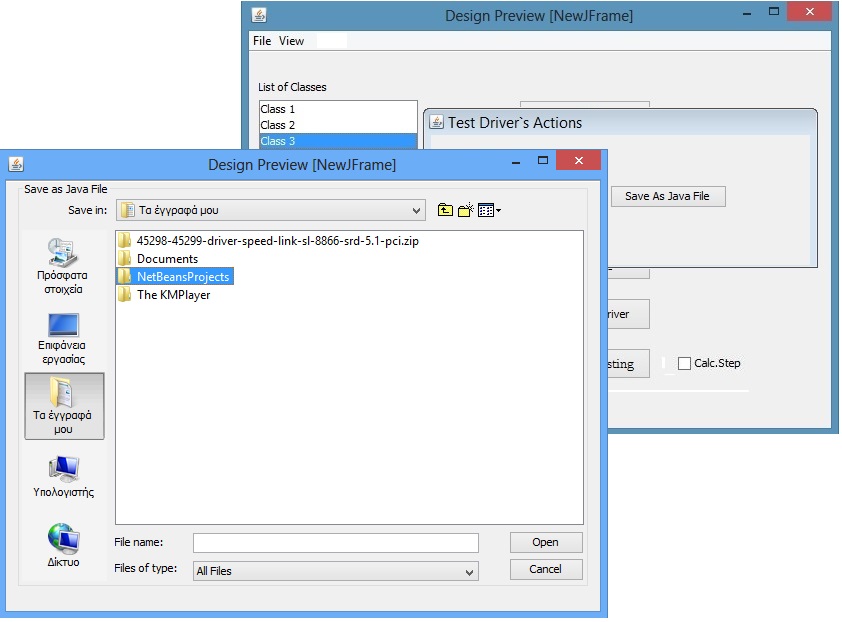 Design Preview [NewJFrame]
File View
List of Classes
Class 1
Class 2
Class 3
Test Driver`s Actions
Save As Java File
Calc.Step
Design Preview [NewJFrame]
Save as Java File
Save in: Τα έγγραφά μου
Πρόσφατα
στοιχεία
Επιφάνεια
εργασίας
Τα έγγραφά
μου
Υπολογιστής
Δίκτυο
45298-45299-driver-speed-link-sl-8866-srd-5.1-pci.zip
Documents
NetBeansProjects
The KMPlayer
File name:
Open
Files of type: All Files
Cancel